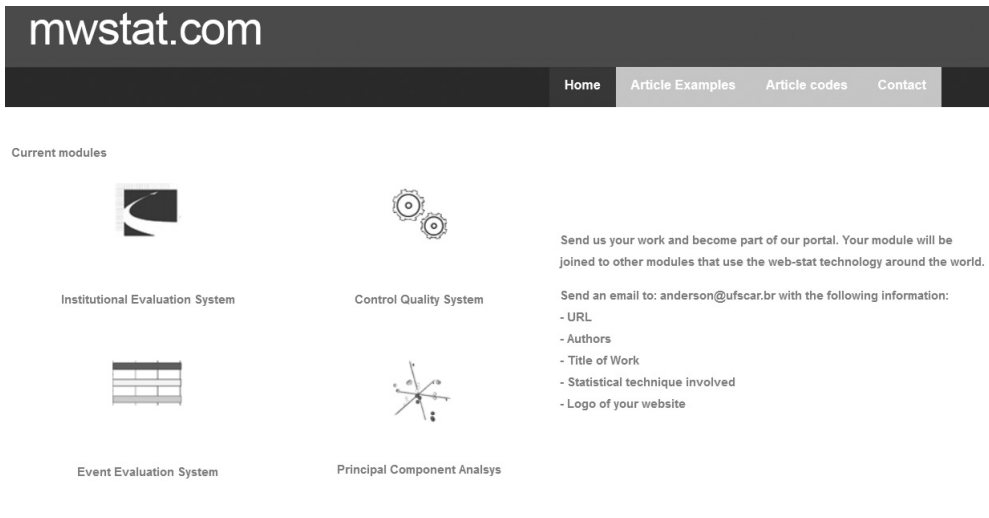 mwstat.com
Home Article Examples Article codes Contact
Current modules
Institutional Evaluation System
Control Quality System
Event Evaluation System
Principal Component Analsys
Send us your work and become part of our portal. Your module will be
joined to other modules that use the web-stat technology around the world.
Send an email to: anderson@ufscar.br with the following information:
- URL
- Authors
- Title of Work
- Statistical technique involved
- Logo of your website